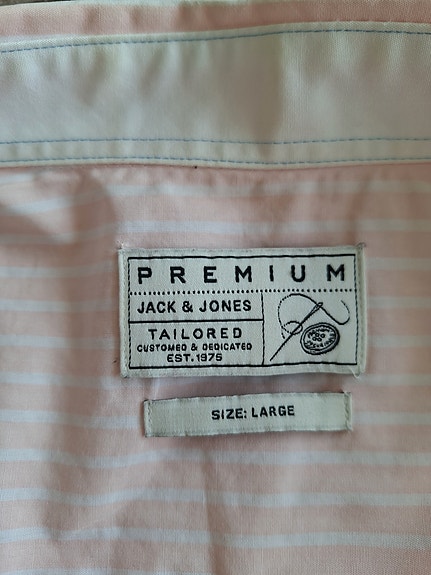 PREMIUM
JACK & JONES
TAILORED
CUSTOMED & DEDICATED
EST. 1975
SIZE: LARGE